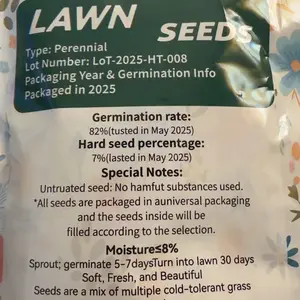 LAWN SEEDS
Type: Perennial
Lot Number: LoT-2025-HT-008
Packaging Year & Germination Info
Packaged in 2025
Germination rate:
82%(tusted in May 2025)
Hard seed percentage:
7%(lasted in May 2025)
Special Notes:
Untruated seed: No hamfut substances used.
*All seeds are packaged in auniversal packaging
and the seeds inside will be
filled according to the selection.
Moisture≤8%
Sprout; germinate 5-7daysTurn into lawn 30 days
Soft, Fresh, and Beautiful
Seeds are a mix of multiple cold-tolerant grass